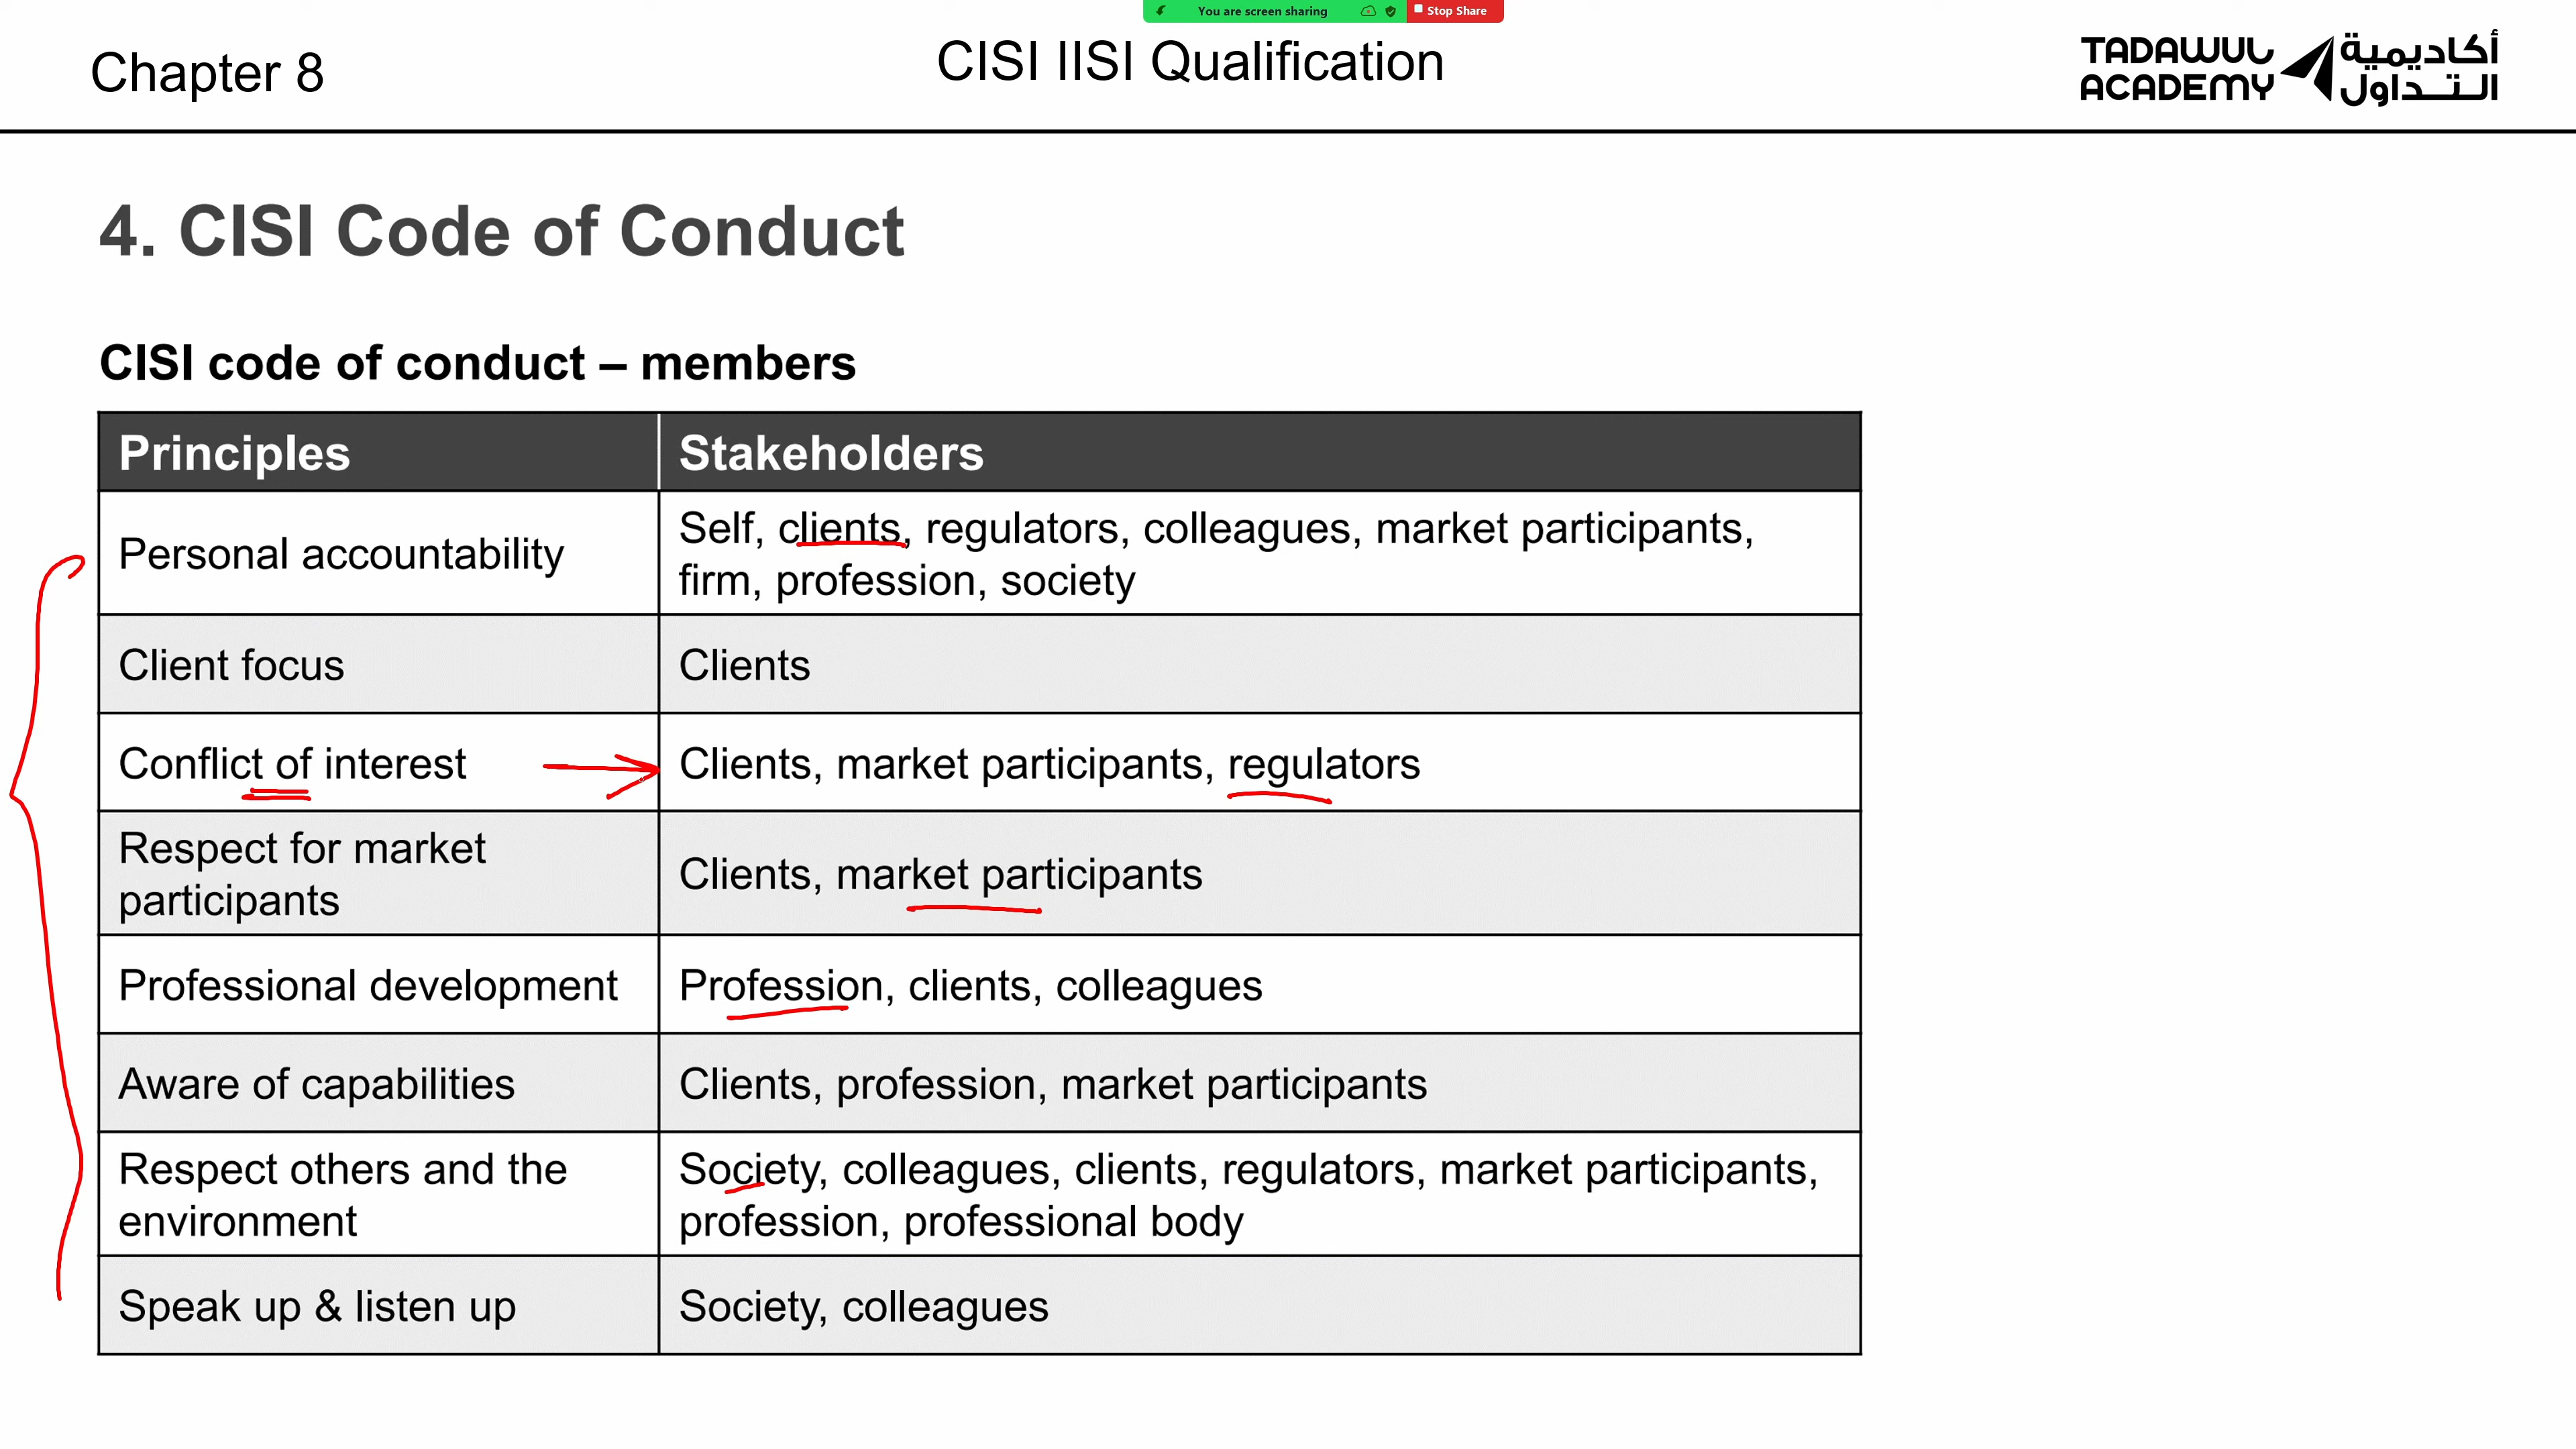 You are screen sharing
Stop Share
Chapter 8
CISI IISI Qualification
TADAWUL أكاديمية
ACADEMY التداول
4. CISI Code of Conduct
CISI code of conduct – members
Principles Stakeholders
Personal accountability
Self, clients, regulators, colleagues, market participants,
firm, profession, society
Client focus Clients
Conflict of interest Clients, market participants, regulators
Respect for market
participants
Clients, market participants
Professional development Profession, clients, colleagues
Aware of capabilities Clients, profession, market participants
Respect others and the
environment
Society, colleagues, clients, regulators, market participants,
profession, professional body
Speak up & listen up Society, colleagues